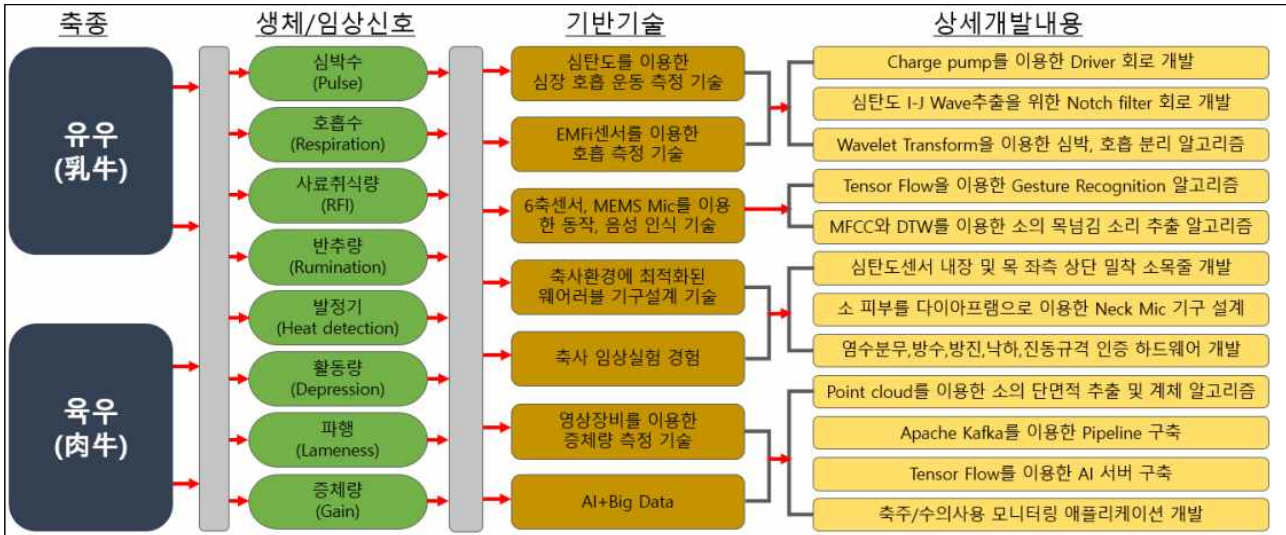 축종
생체/임상신호
기반기술
상세개발내용
유우
(乳牛)
육우
(肉牛)
심박수
(Pulse)
호흡수
(Respiration)
사료취식량
(RFI)
반추량
(Rumination)
발정기
(Heat detection)
활동량
(Depression)
파행
(Lameness)
증체량
(Gain)
심탄도를 이용한
심장 호흡 운동 측정 기술
EMFi센서를 이용한
호흡 측정 기술
6축센서, MEMS Mic를 이용
한 동작, 음성 인식 기술
축사환경에 최적화된
웨어러블 기구설계 기술
축사 임상실험 경험
영상장비를 이용한
증체량 측정 기술
AI+Big Data
Charge pump를 이용한 Driver 회로 개발
심탄도 I-J Wave추출을 위한 Notch filter 회로 개발
Wavelet Transform을 이용한 심박, 호흡 분리 알고리즘
Tensor Flow을 이용한 Gesture Recognition 알고리즘
MFCC와 DTW를 이용한 소의 목넘김 소리 추출 알고리즘
심탄도센서 내장 및 목 좌측 상단 밀착 소목줄 개발
소 피부를 다이아프램으로 이용한 Neck Mic 기구 설계
염수분무,방수,방진,낙하,진동규격 인증 하드웨어 개발
Point cloud를 이용한 소의 단면적 추출 및 계체 알고리즘
Apache Kafka를 이용한 Pipeline 구축
Tensor Flow를 이용한 AI 서버 구축
축주/수의사용 모니터링 애플리케이션 개발